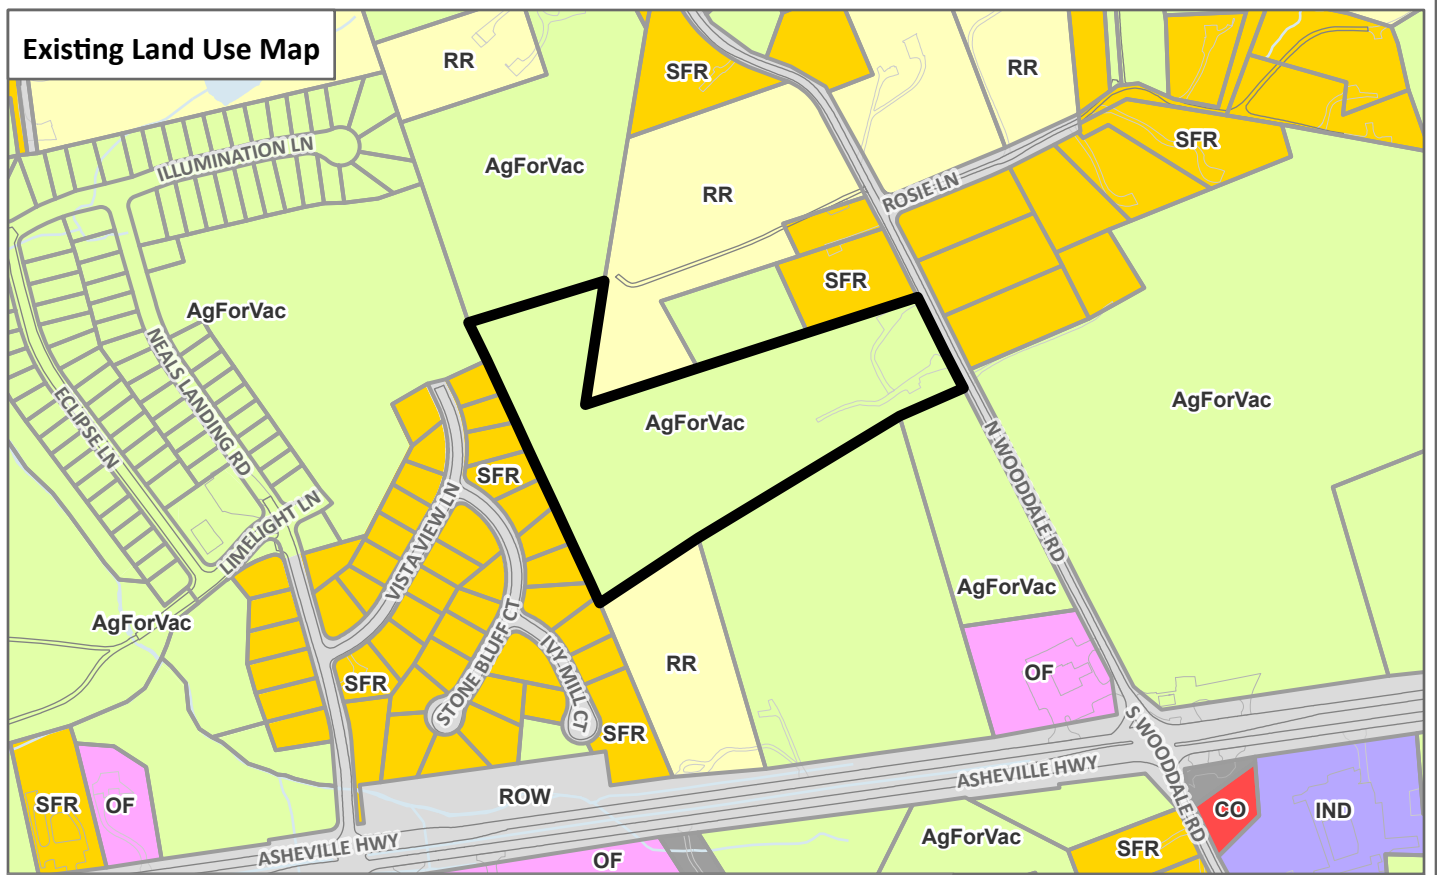 Existing Land Use Map
RR
SFR
RR
SFR
ILLUMINATION LN
AgForVac
RR
ROSIE LN
SFR
AgForVac
NEALS LANDING RD
ECLIPSE LN
AgForVac
AgForVac
SFR
N WOODDALE RD
LIMELIGHT LN
VISTA VIEW LN
AgForVac
AgForVac
STONE BLUFF CT
IVY MILL CT
RR
OF
SFR
SFR
S WOODDALE RD
ASHEVILLE HWY
ROW
SFR
OF
CO
IND
AgForVac
ASHEVILLE HWY
SFR
OF